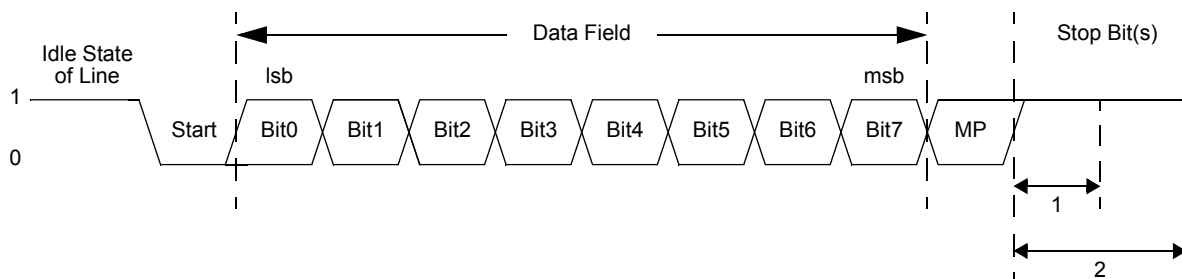 Data Field
Stop Bit(s)
Idle State
of Line
lsb
msb
1
Start
Bit0
Bit1
Bit2
Bit3
Bit4
Bit5
Bit6
Bit7
MP
0
1
2